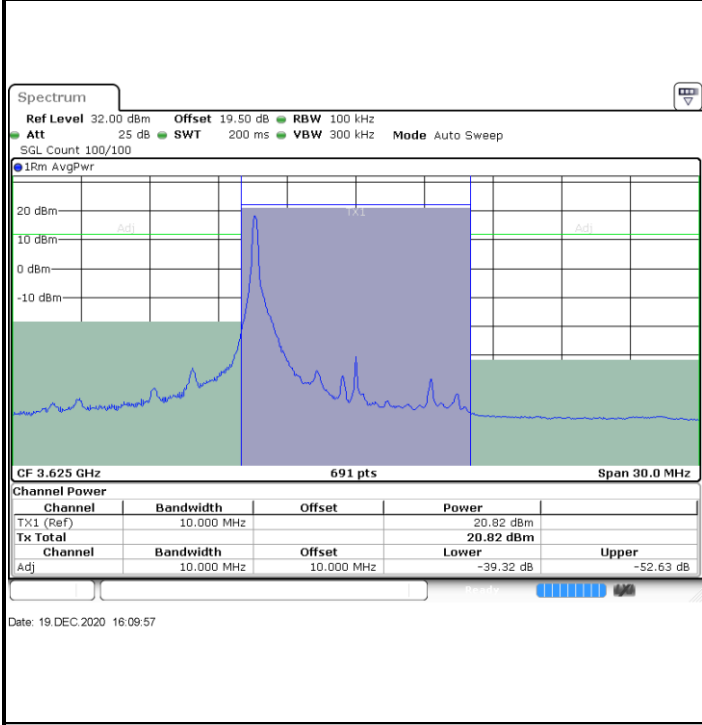 Spectrum
Ref Level 32.00 dBm Offset 19.50 dB RBW 100 kHz
Att 25 dB SWT 200 ms VBW 300 kHz Mode Auto Sweep
SGL Count 100/100
1Rm AvgPwr
TX1
20 dBm
Adj Adj
10 dBm
0 dBm
-10 dBm
CF 3.625 GHz 691 pts Span 30.0 MHz
Channel Power
Channel Bandwidth Offset Power
TX1 (Ref) 10.000 MHz 20.82 dBm
Tx Total 20.82 dBm
Channel Bandwidth Offset Lower Upper
Adj 10.000 MHz 10.000 MHz -39.32 dB -52.63 dB
Ready
Date: 19.DEC.2020 16:09:57